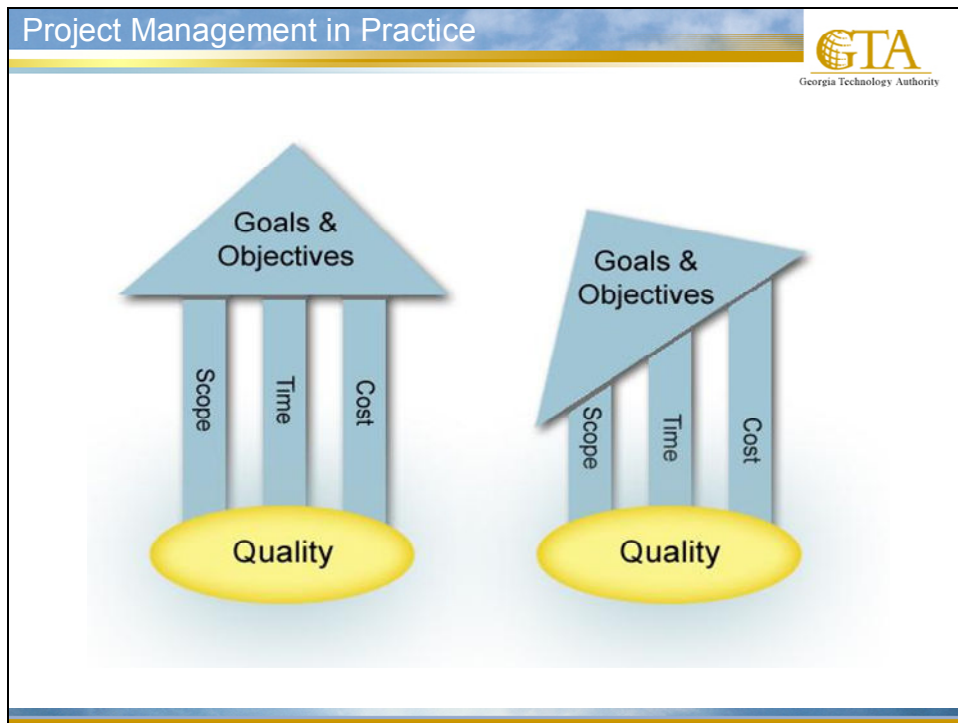 Project Management in Practice
GTA
Georgia Technology Authority
Goals &
Objectives
Scope
Time
Cost
Quality
Goals &
Objectives
Scope
Time
Cost
Quality